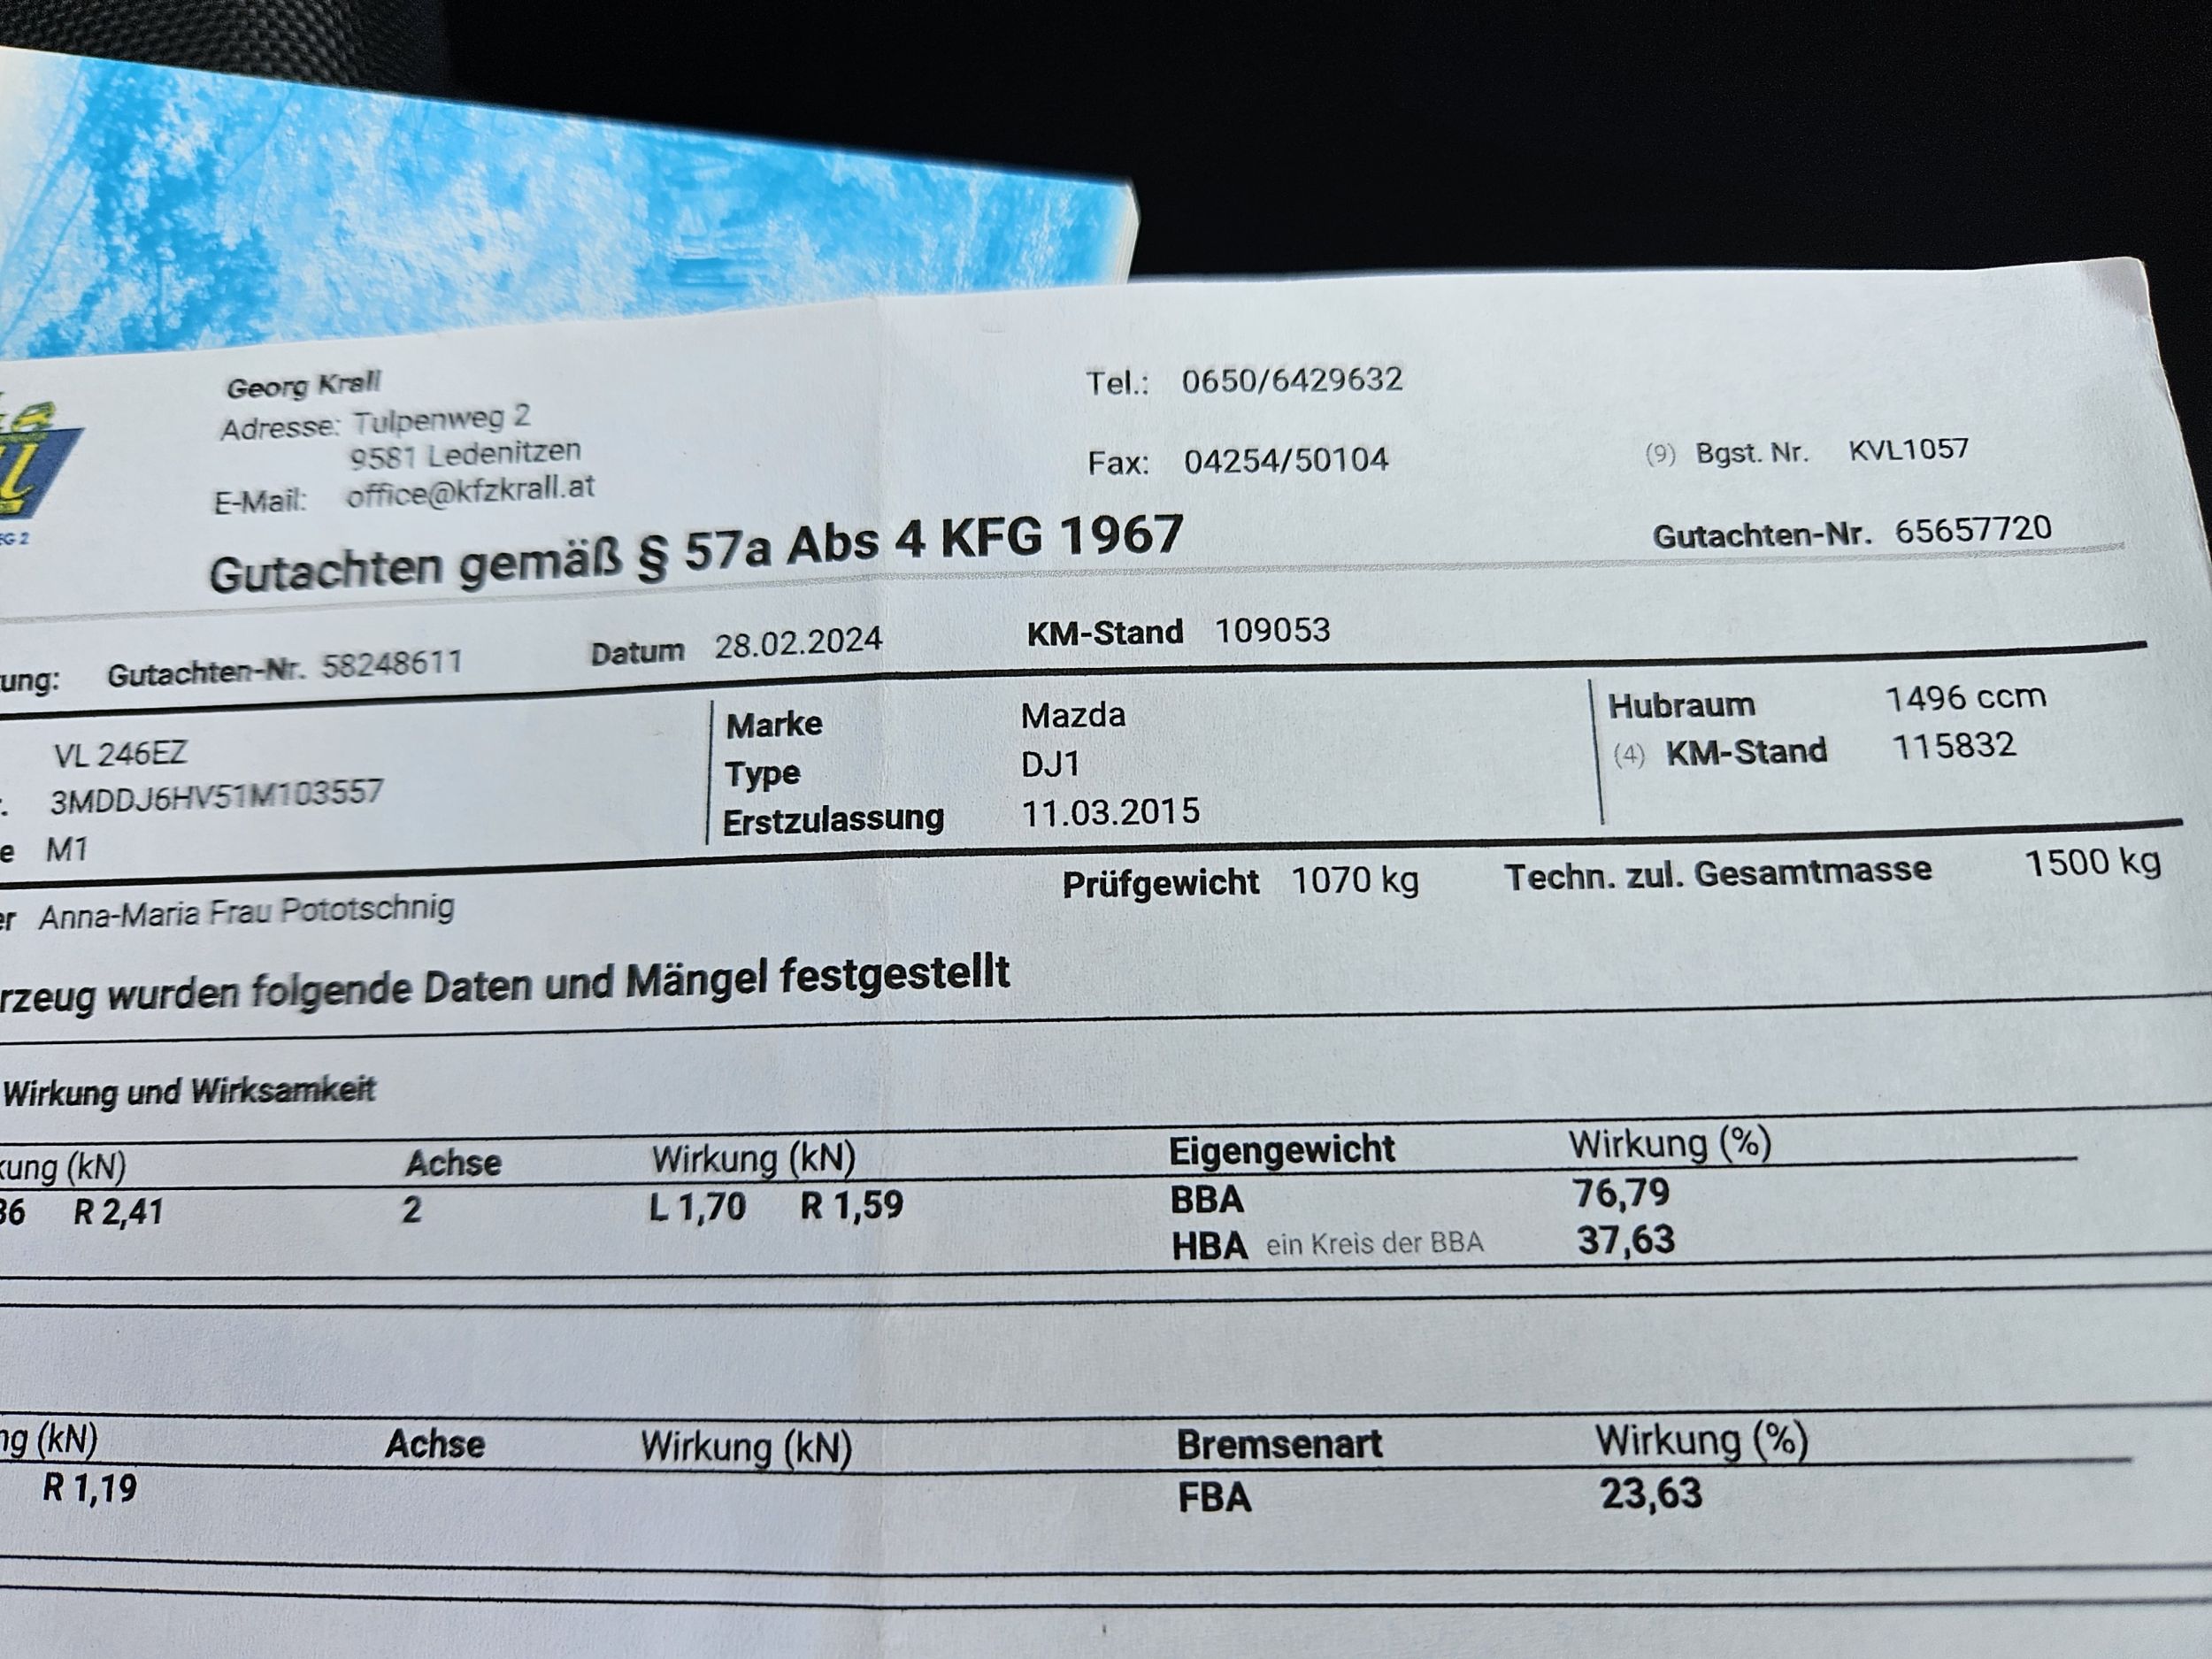 Georg Krall
Adresse: Tulpenweg 2
9581 Ledenitzen
E-Mail: office@kfzkrall.at
Tel.: 0650/6429632
Fax: 04254/50104
(9) Bgst. Nr. KVL1057
EG 2
Gutachten gemäß § 57a Abs 4 KFG 1967
Gutachten-Nr. 65657720
ung: Gutachten-Nr. 58248611 Datum 28.02.2024 KM-Stand 109053
VL 246EZ
3MDDJ6HV51M103557
e M1
Marke Mazda
Type DJ1
Erstzulassung 11.03.2015
Hubraum 1496 ccm
(4) KM-Stand 115832
er Anna-Maria Frau Pototschnig
Prüfgewicht 1070 kg Techn. zul. Gesamtmasse 1500 kg
rzeug wurden folgende Daten und Mängel festgestellt
Wirkung und Wirksamkeit
kung (kN) Achse Wirkung (kN) Eigengewicht Wirkung (%)
36 R 2,41 2 L 1,70 R 1,59 BBA 76,79
HBA ein Kreis der BBA 37,63
ng (kN) Achse Wirkung (kN) Bremsenart Wirkung (%)
R 1,19 FBA 23,63